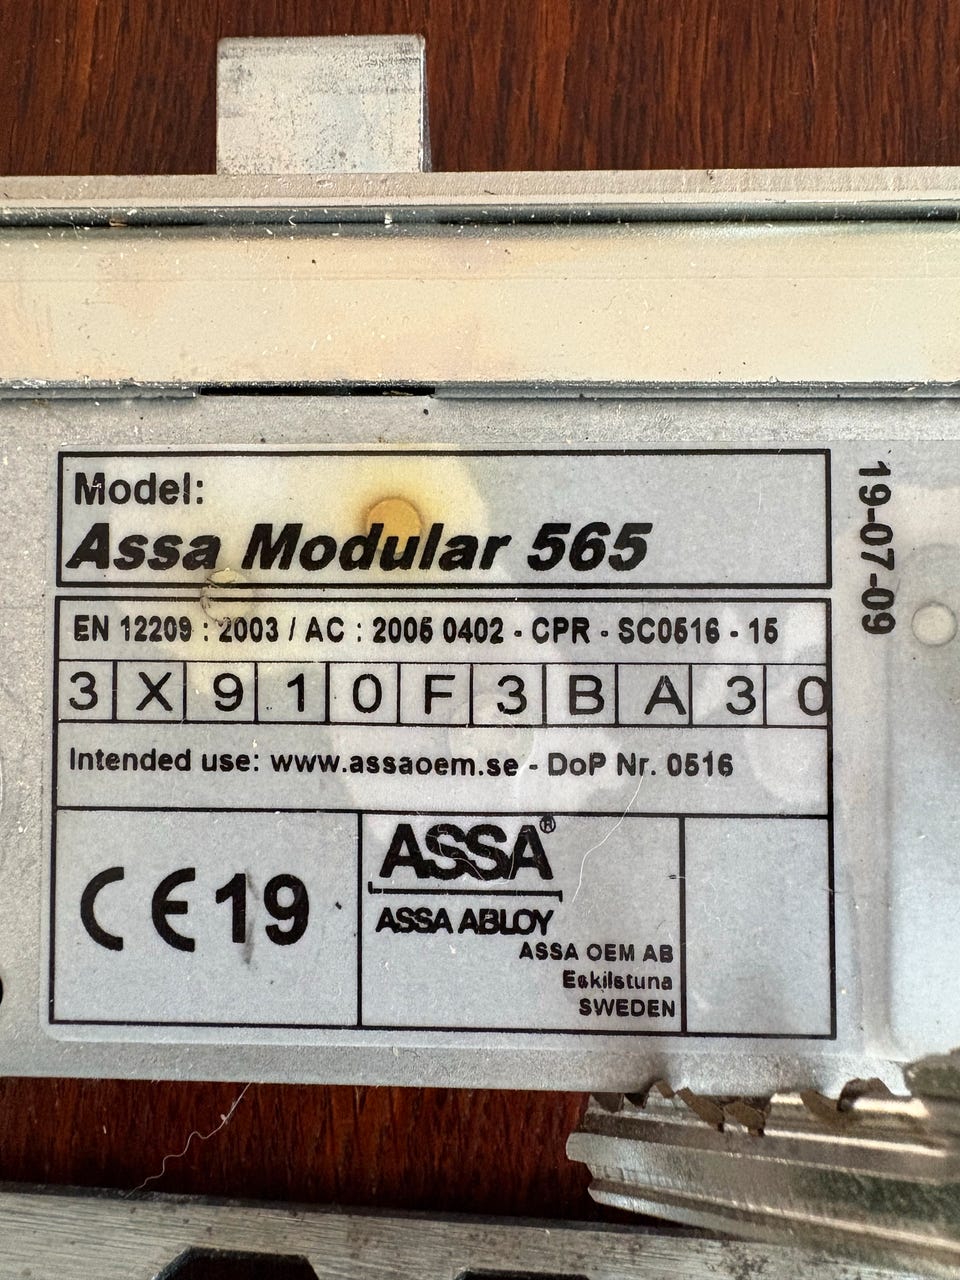 Model:
Assa Modular 565
19-07-09
EN 12209 : 2003 / AC : 2005 0402 - CPR - SC0516 - 15
3 X 9 1 0 F 3 B A 3 0
Intended use: www.assaoem.se - DoP Nr. 0516
CE 19
ASSA®
ASSA ABLOY
ASSA OEM AB
Eskilstuna
SWEDEN